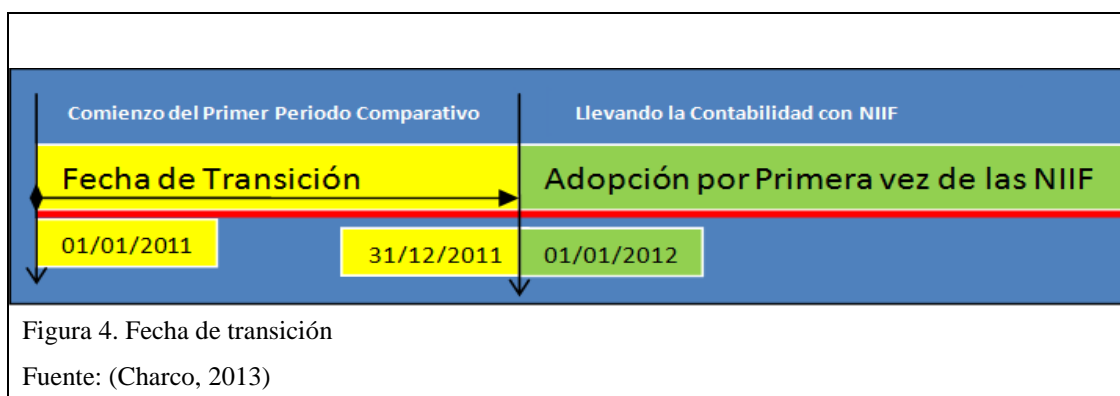 Comienzo del Primer Periodo Comparativo
Llevando la Contabilidad con NIIF
Fecha de Transición
Adopción por Primera vez de las NIIF
01/01/2011
31/12/2011
01/01/2012
Figura 4. Fecha de transición
Fuente: (Charco, 2013)